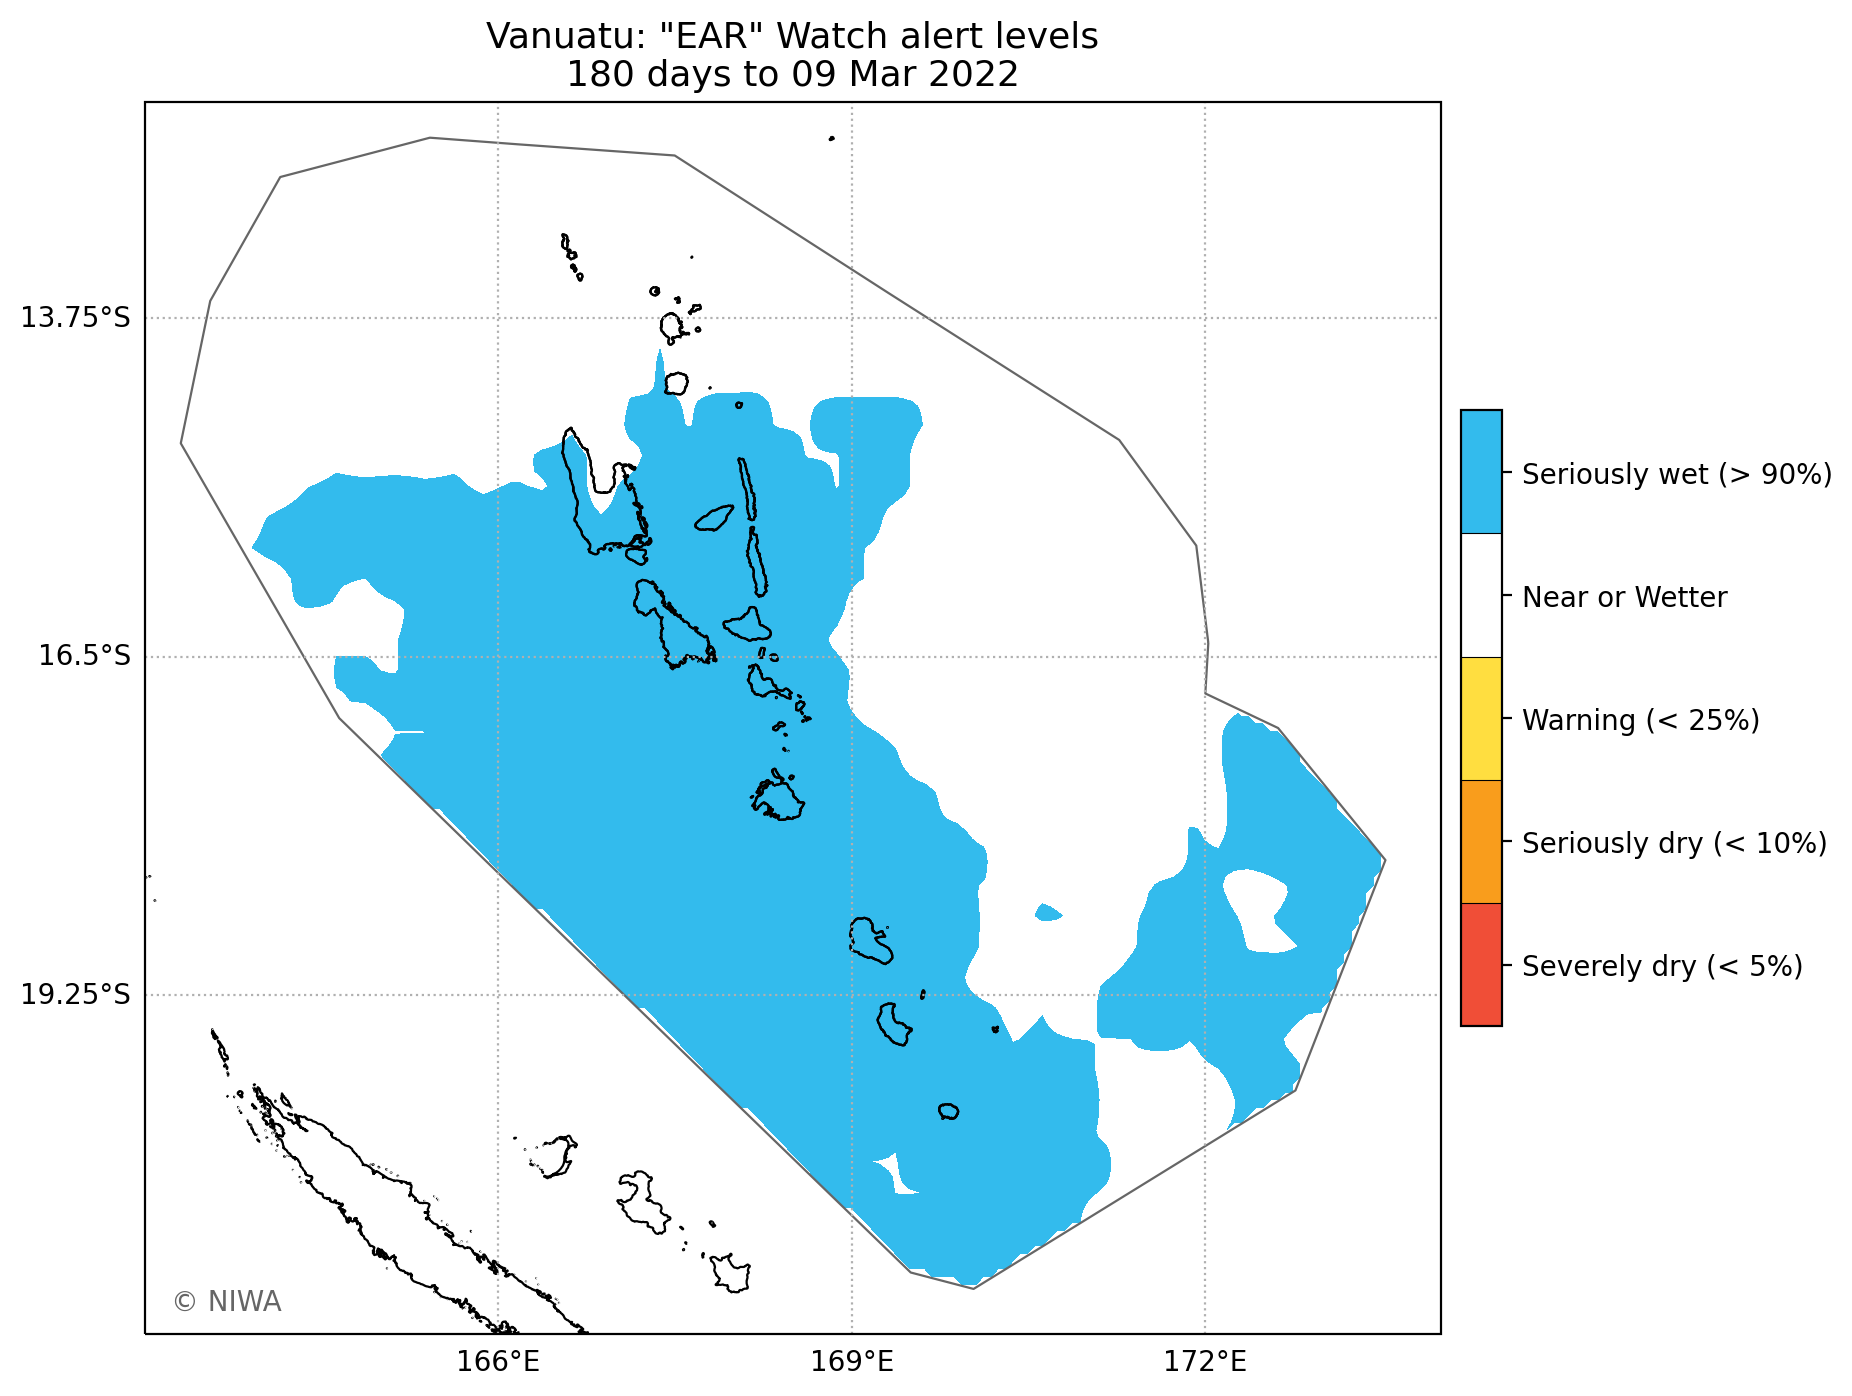 Vanuatu: "EAR" Watch alert levels
180 days to 09 Mar 2022
13.75°S
16.5°S
19.25°S
166°E
169°E
172°E
Seriously wet (> 90%)
Near or Wetter
Warning (< 25%)
Seriously dry (< 10%)
Severely dry (< 5%)
© NIWA